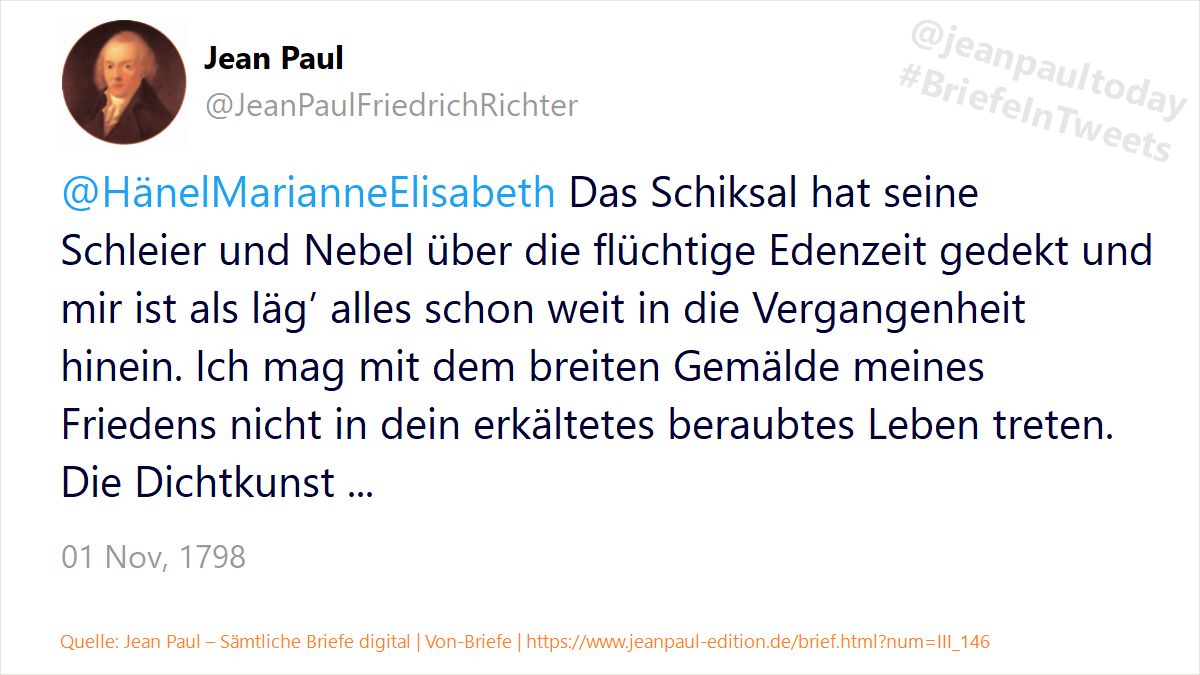 Jean Paul
@JeanPaulFriedrichRichter
@jeanpaultoday
#BriefeInTweets
@HänelMarianneElisabeth Das Schiksal hat seine
Schleier und Nebel über die flüchtige Edenzeit gedekt und
mir ist als läg’ alles schon weit in die Vergangenheit
hinein. Ich mag mit dem breiten Gemälde meines
Friedens nicht in dein erkältetes beraubtes Leben treten.
Die Dichtkunst ...
01 Nov, 1798
Quelle: Jean Paul – Sämtliche Briefe digital | Von-Briefe | https://www.jeanpaul-edition.de/brief.html?num=III_146